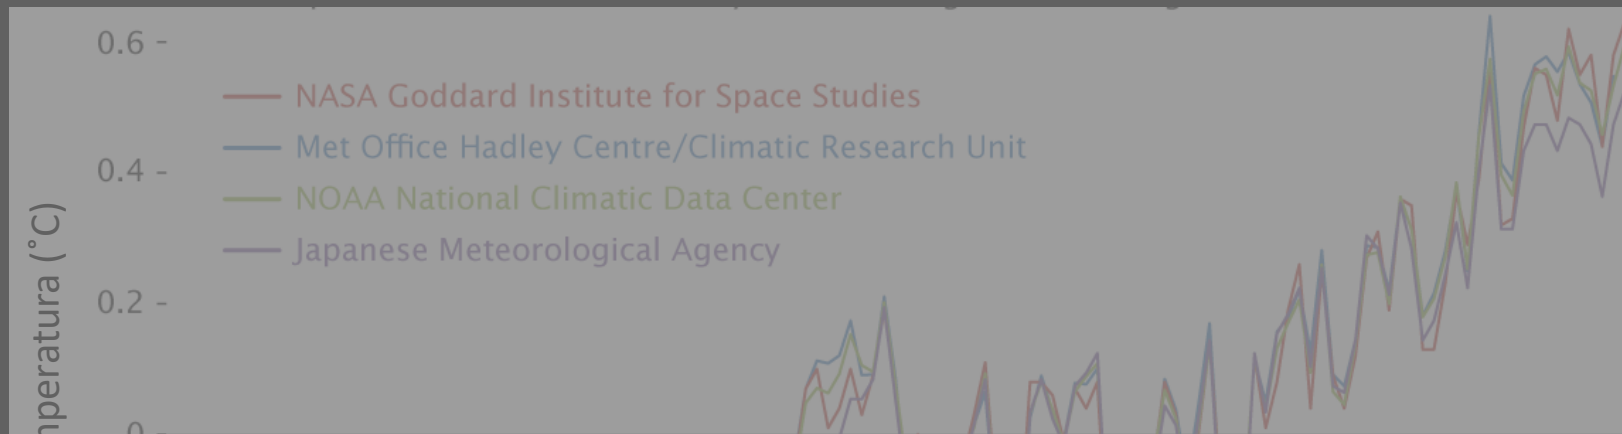 0.6
NASA Goddard Institute for Space Studies
Met Office Hadley Centre/Climatic Research Unit
0.4
NOAA National Climatic Data Center
Japanese Meteorological Agency
0.2
0
(°C)